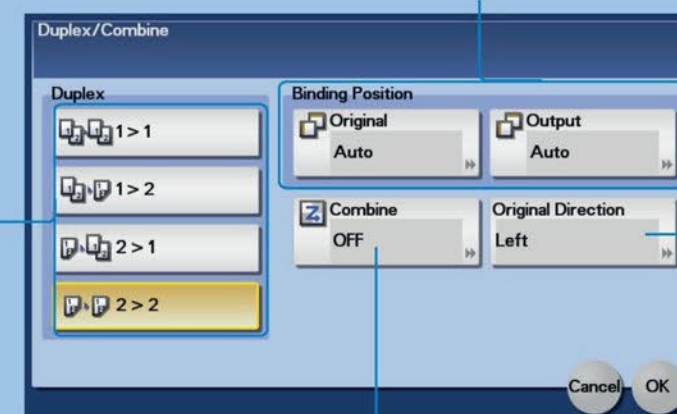 Duplex/Combine
Duplex
1 > 1
1 > 2
2 > 1
2 > 2
Binding Position
Original
Auto
Output
Auto
Combine
OFF
Original Direction
Left
Cancel
OK